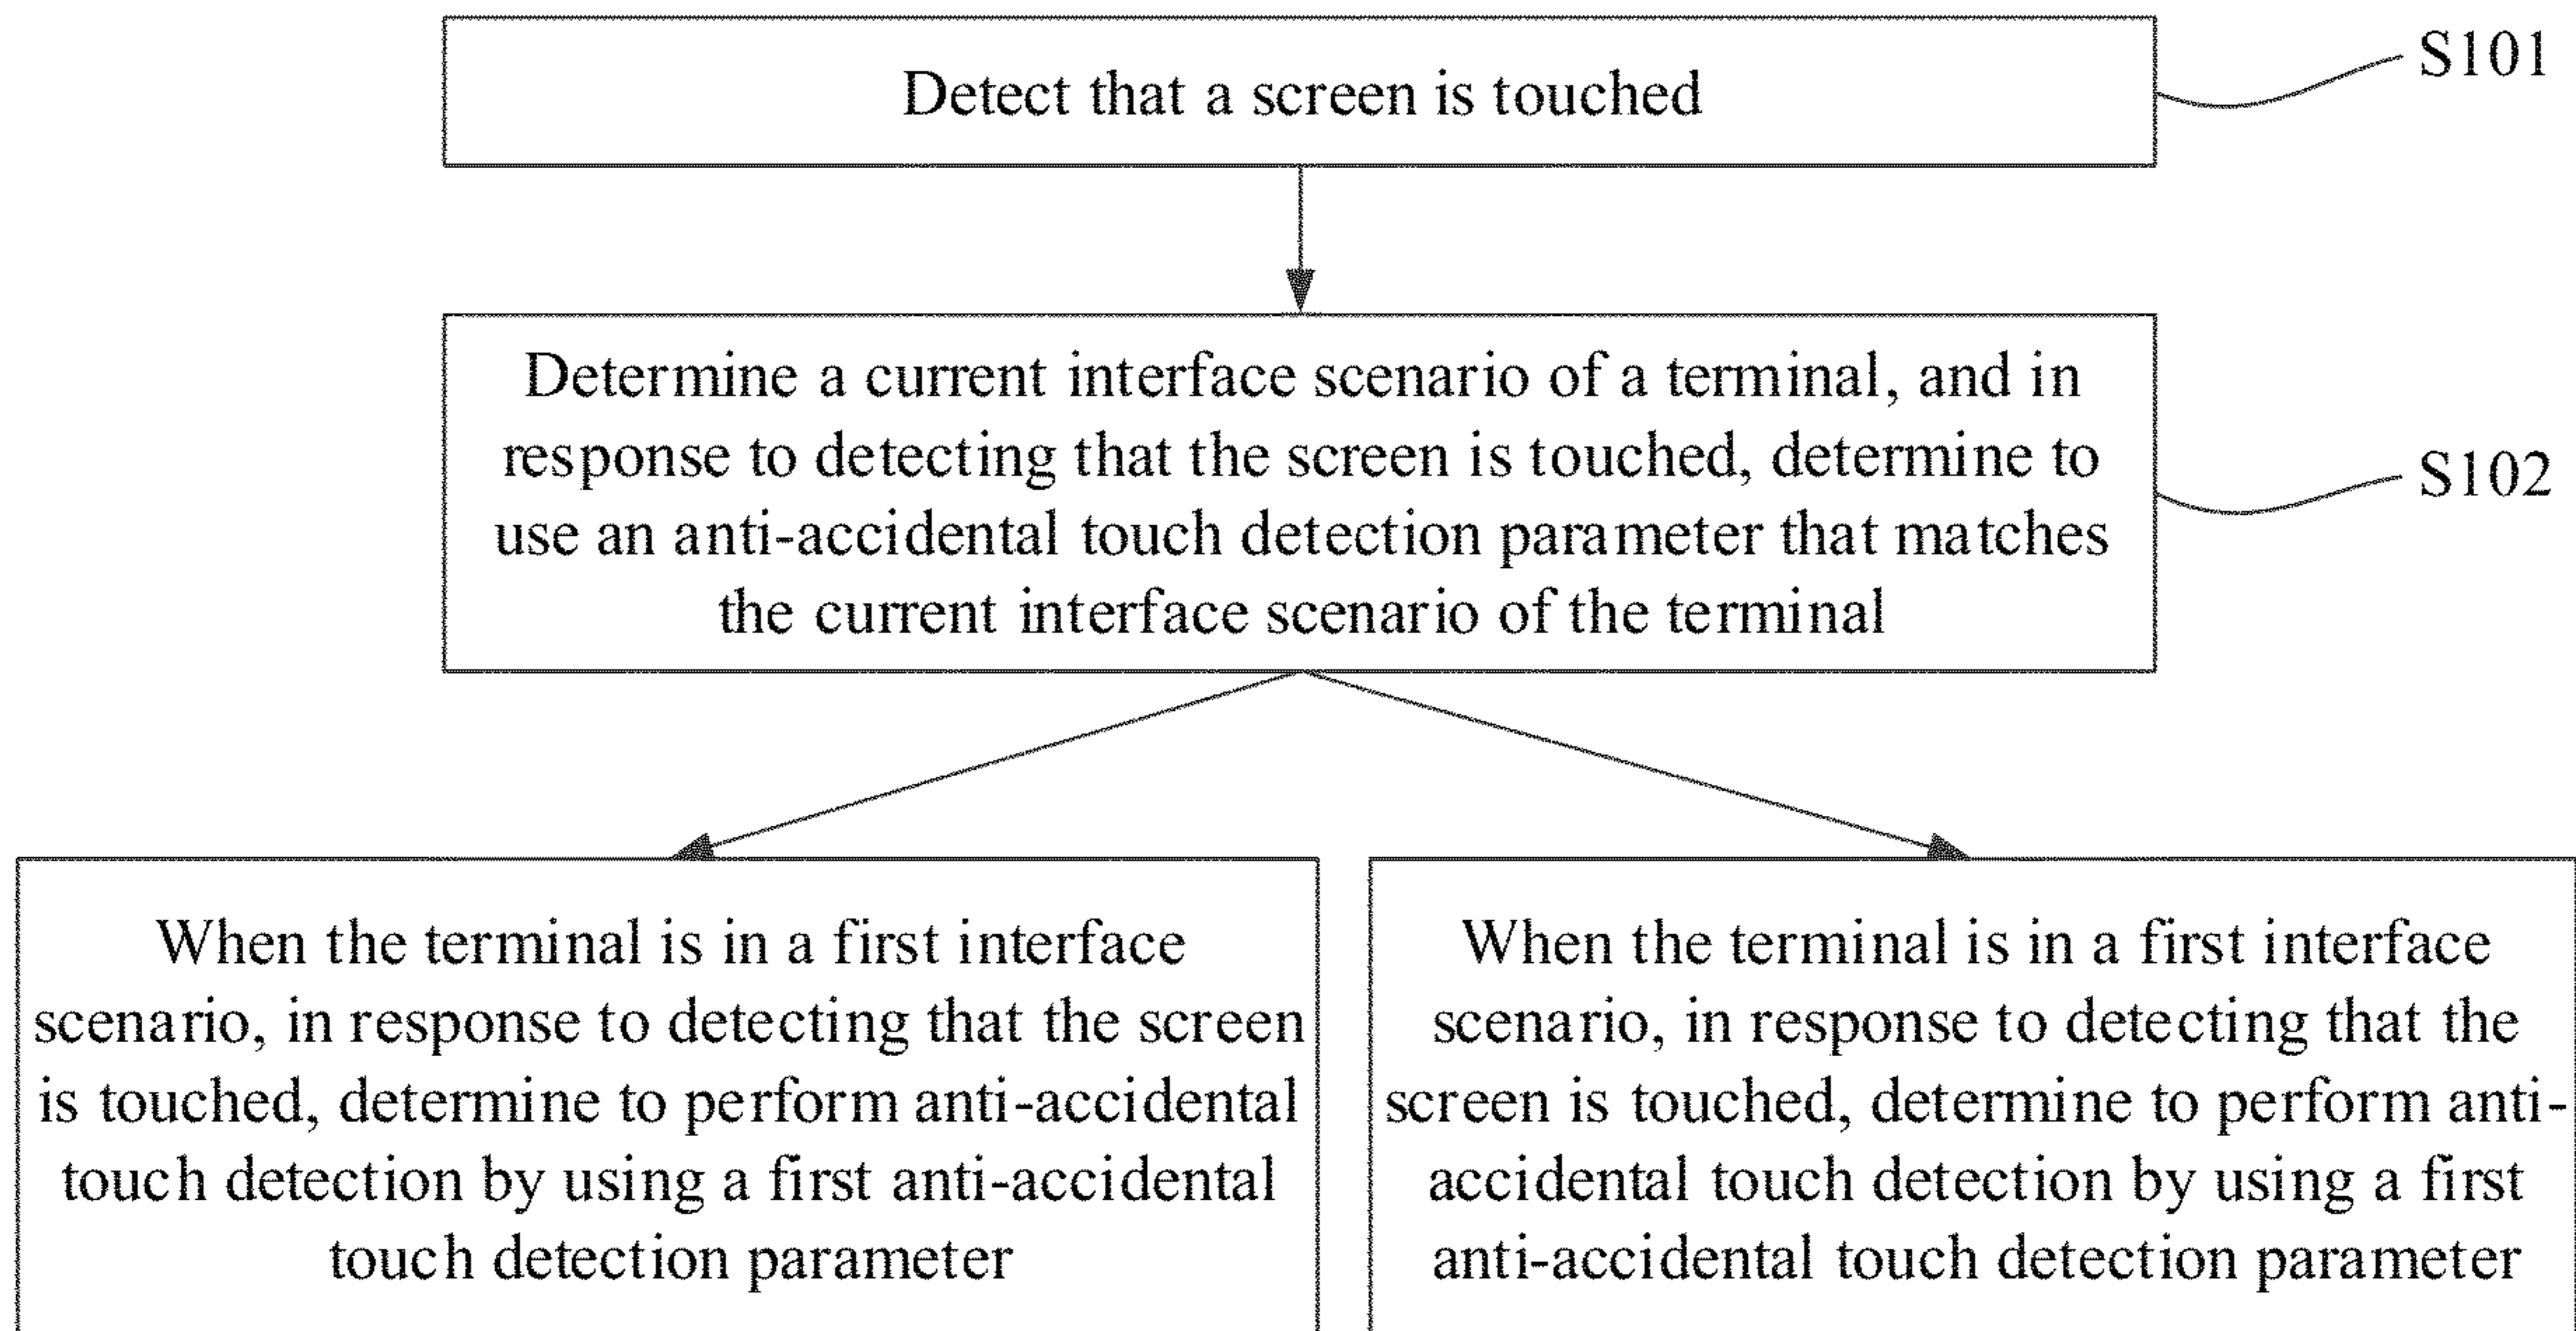 Detect that a screen is touched
S101
Determine a current interface scenario of a terminal, and in
response to detecting that the screen is touched, determine to
use an anti-accidental touch detection parameter that matches
the current interface scenario of the terminal
S102
When the terminal is in a first interface
scenario, in response to detecting that the screen
is touched, determine to perform anti-accidental
touch detection by using a first anti-accidental
touch detection parameter
When the terminal is in a first interface
scenario, in response to detecting that the
screen is touched, determine to perform anti-
accidental touch detection by using a first
anti-accidental touch detection parameter